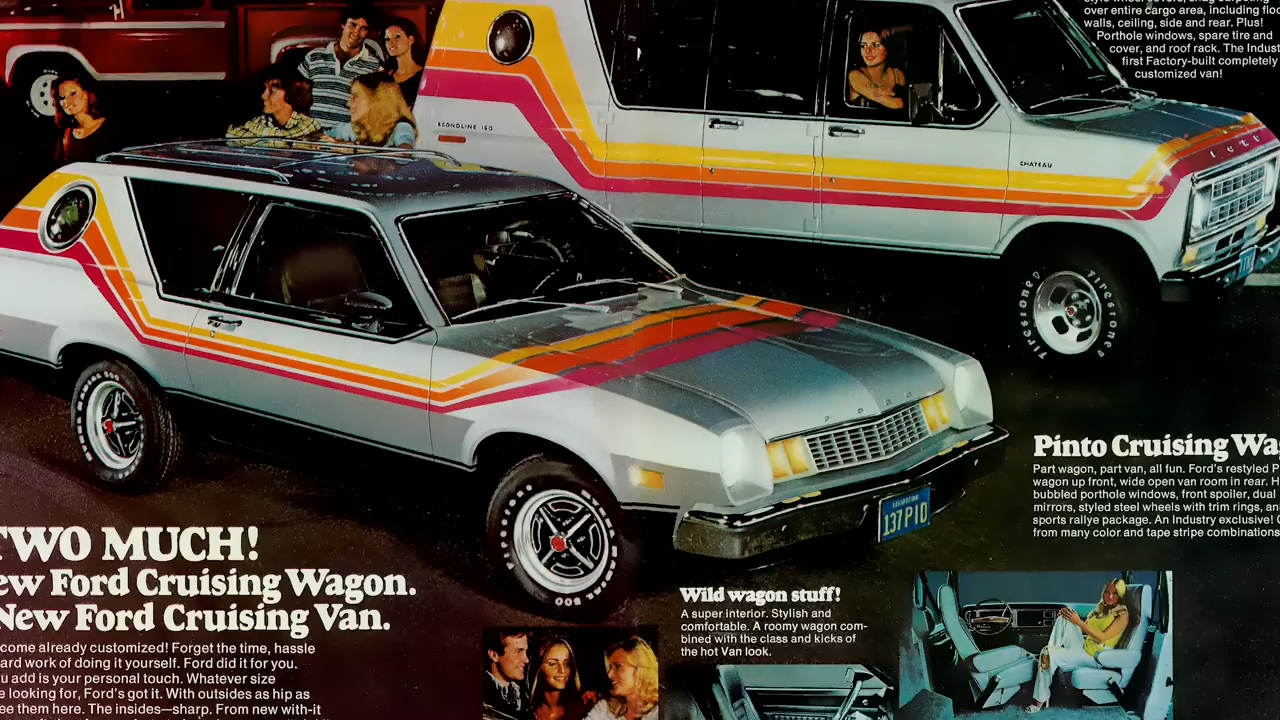 over entire cargo area, including floo
walls, ceiling, side and rear. Plus!
Porthole windows, spare tire and
cover, and roof rack. The Indus
first Factory-built completely
customized van!
ECONOLINE 150
CHATEAU
FORD
Firestone
Firestone
FORD
137 PIO
Pinto Cruising Wa
Part wagon, part van, all fun. Ford's restyled P
wagon up front, wide open van room in rear. H
bubbled porthole windows, front spoiler, dual
mirrors, styled steel wheels with trim rings, an
sports rallye package. An Industry exclusive!
from many color and tape stripe combinations
TWO MUCH!
ew Ford Cruising Wagon.
New Ford Cruising Van.
come already customized! Forget the time, hassle
ard work of doing it yourself. Ford did it for you.
u add is your personal touch. Whatever size
e looking for, Ford's got it. With outsides as hip as
ee them here. The insides—sharp. From new with-it
Wild wagon stuff!
A super interior. Stylish and
comfortable. A roomy wagon com-
bined with the class and kicks of
the hot Van look.